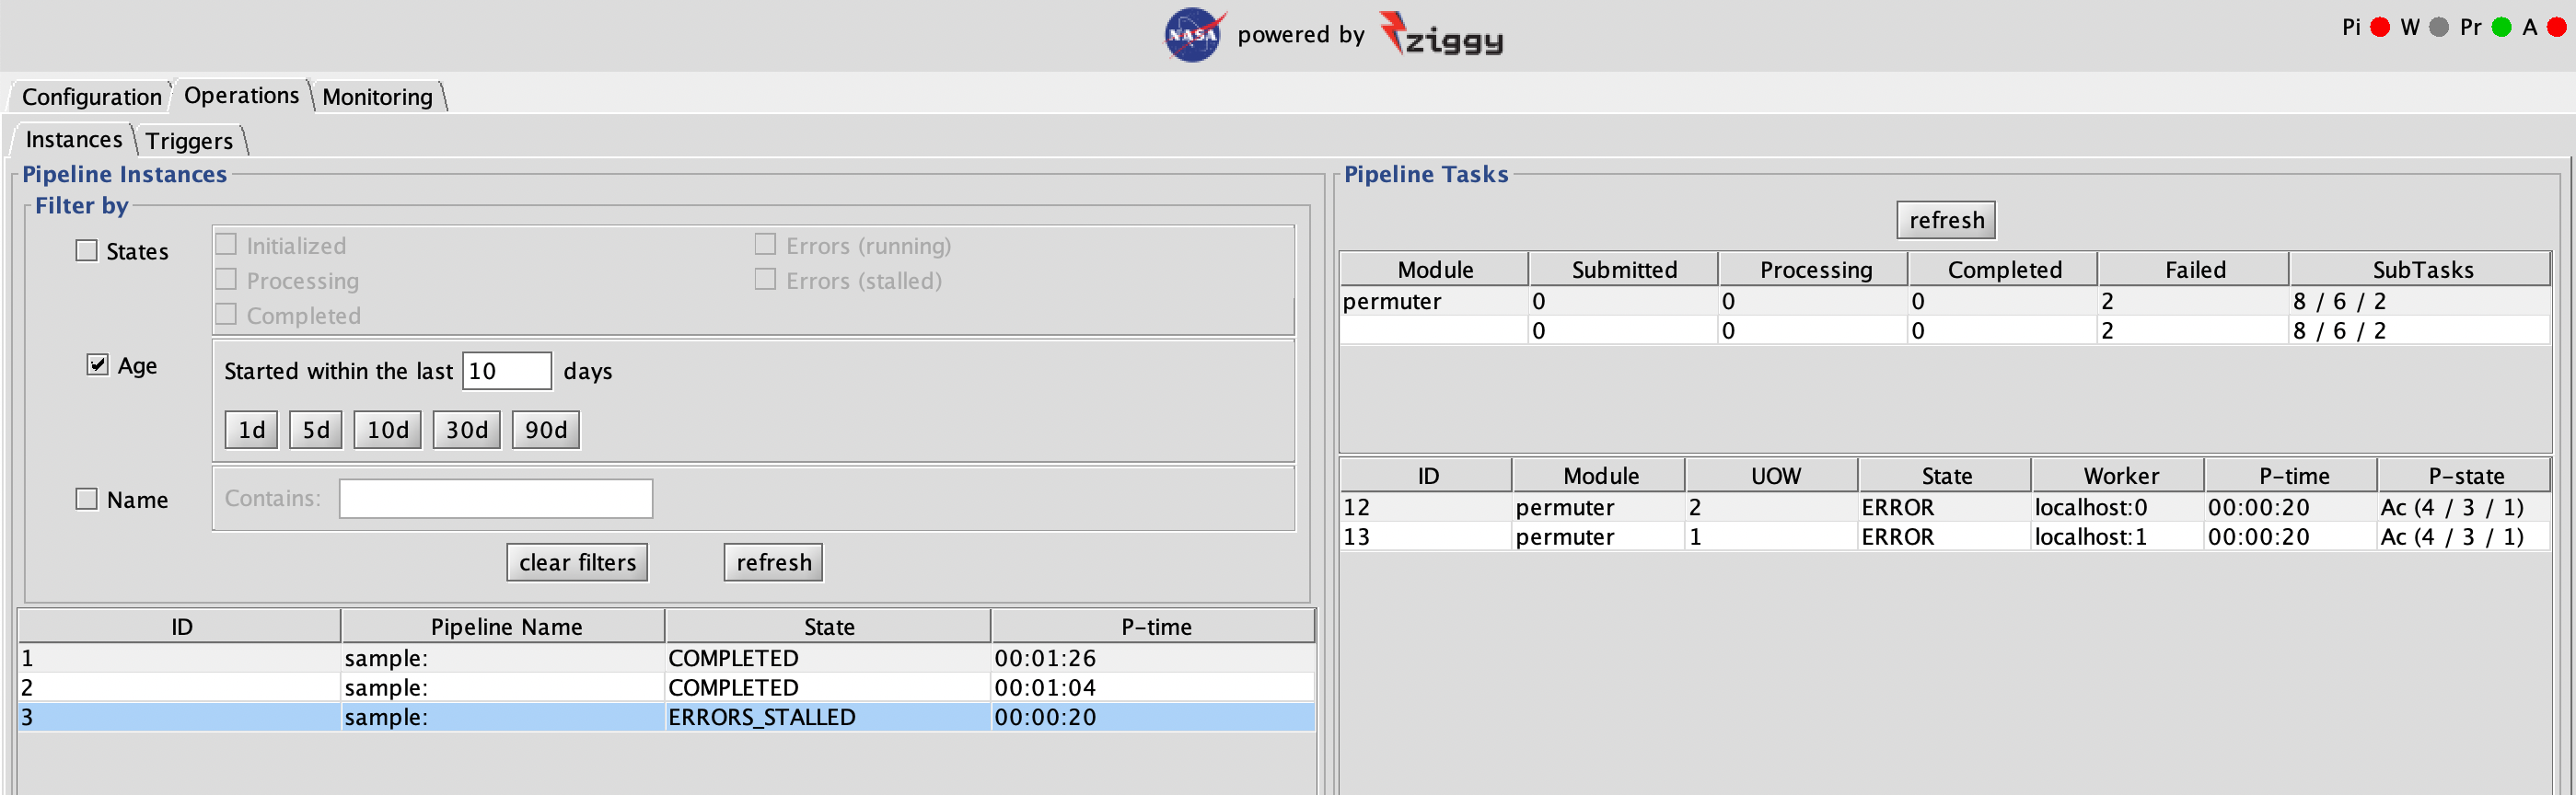 NASA powered by ziggy
Pi W Pr A
Configuration Operations Monitoring
Instances Triggers
Pipeline Instances
Filter by
States
Initialized Errors (running)
Processing Errors (stalled)
Completed
Age
Started within the last 10 days
1d 5d 10d 30d 90d
Name
Contains:
clear filters refresh
ID Pipeline Name State P-time
1 sample: COMPLETED 00:01:26
2 sample: COMPLETED 00:01:04
3 sample: ERRORS_STALLED 00:00:20
Pipeline Tasks
refresh
Module Submitted Processing Completed Failed SubTasks
permuter 0 0 0 2 8 / 6 / 2
0 0 0 2 8 / 6 / 2
ID Module UOW State Worker P-time P-state
12 permuter 2 ERROR localhost:0 00:00:20 Ac (4 / 3 / 1)
13 permuter 1 ERROR localhost:1 00:00:20 Ac (4 / 3 / 1)